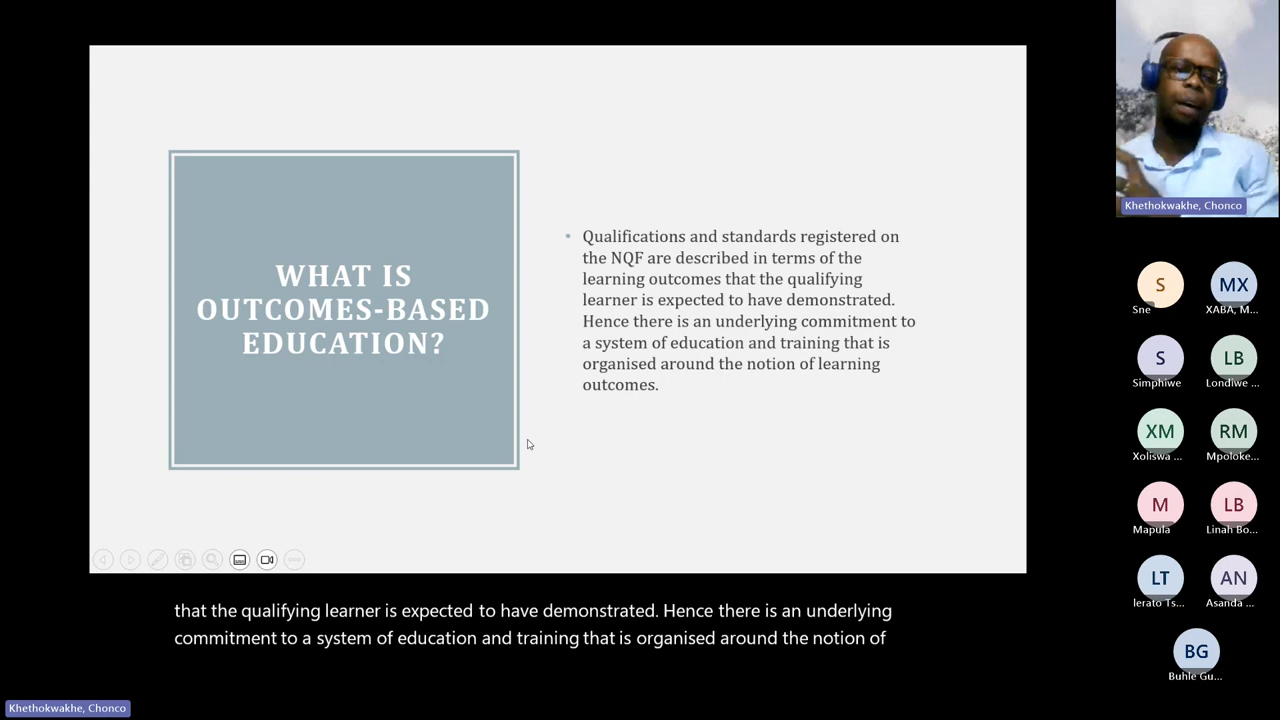 WHAT IS
OUTCOMES-BASED
EDUCATION?
• Qualifications and standards registered on
the NQF are described in terms of the
learning outcomes that the qualifying
learner is expected to have demonstrated.
Hence there is an underlying commitment to
a system of education and training that is
organised around the notion of learning
outcomes.
that the qualifying learner is expected to have demonstrated. Hence there is an underlying
commitment to a system of education and training that is organised around the notion of
Khethokwakhe, Chonco
Khethokwakhe, Chonco
S
Sne
MX
XABA, M...
S
Simphiwe
LB
Londiwe ...
XM
Xoliswa ...
RM
Mpoloke...
M
Mapula
LB
Linah Bo...
LT
lerato Ts...
AN
Asanda ...
BG
Buhle Gu...